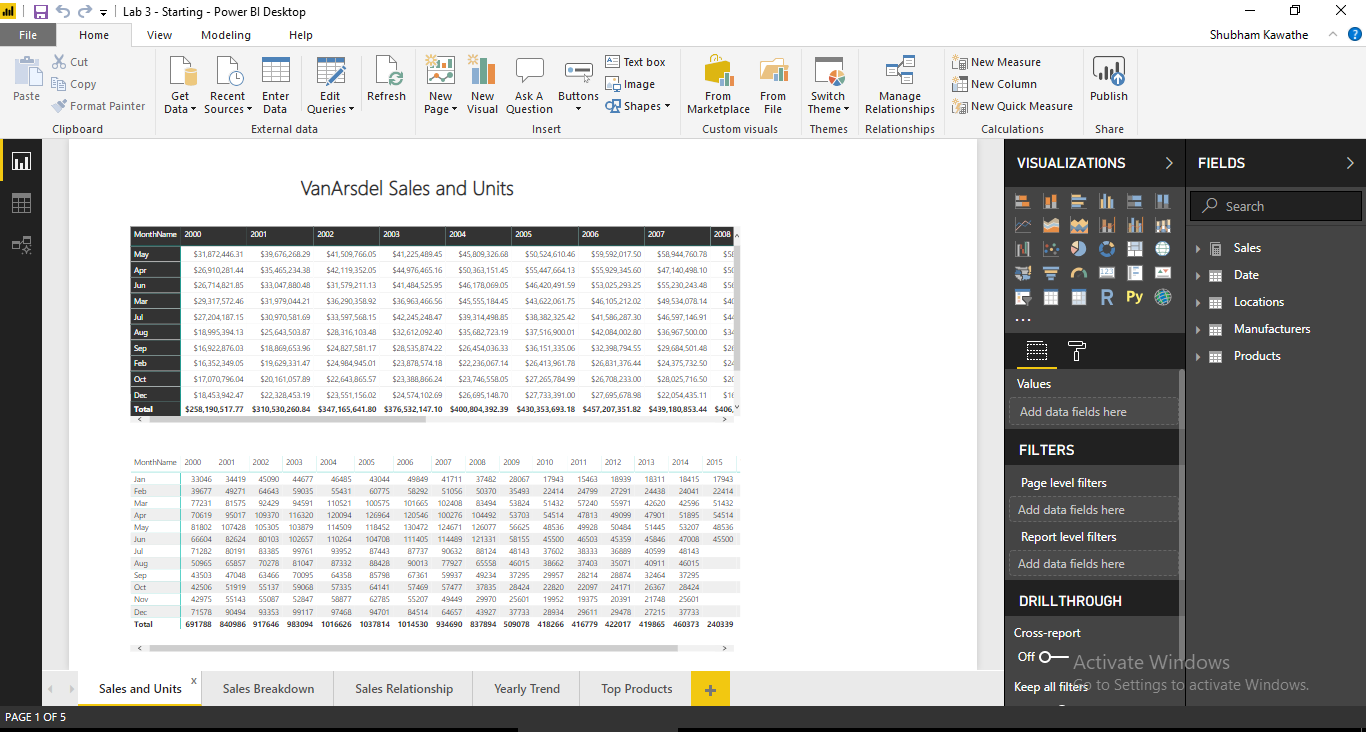 Lab 3 - Starting - Power BI Desktop
File Home View Modeling Help Shubham Kawathe
Paste Cut Copy Format Painter
Clipboard
Get Data Recent Sources Enter Data Edit Queries Refresh
External data
New Page New Visual Ask A Question Buttons Text box Image Shapes
Insert
From Marketplace From File
Custom visuals
Switch Theme
Themes
Manage Relationships
Relationships
New Measure New Column New Quick Measure
Calculations
Publish
Share
VanArsdel Sales and Units
MonthName 2000 2001 2002 2003 2004 2005 2006 2007 2008
May $31,872,446.31 $39,676,268.29 $41,509,766.05 $41,225,489.45 $45,809,326.68 $50,524,610.46 $59,592,017.50 $58,944,760.78
Apr $26,910,281.44 $35,465,234.38 $42,119,352.05 $44,976,465.16 $50,363,151.45 $55,447,664.13 $55,929,345.60 $47,140,498.10
Jun $26,714,821.85 $33,047,880.48 $31,579,211.13 $41,484,525.95 $46,178,069.05 $46,420,491.59 $53,025,293.25 $55,230,243.48
Mar $29,317,572.46 $31,979,044.21 $36,290,358.92 $36,963,466.56 $45,555,184.45 $43,622,061.75 $46,105,212.02 $49,534,078.14
Jul $27,204,187.15 $30,970,581.69 $33,597,568.15 $42,245,248.47 $39,314,498.85 $38,382,325.42 $41,586,287.30 $46,597,146.91
Aug $18,995,394.13 $25,643,503.87 $28,316,103.48 $32,612,092.40 $35,682,723.19 $37,516,900.01 $42,084,002.80 $36,967,500.00
Sep $16,922,876.03 $18,869,653.96 $24,827,581.17 $28,535,874.22 $26,454,036.33 $36,151,335.06 $32,398,794.55 $29,684,501.48
Feb $16,352,349.05 $19,629,331.47 $24,984,945.01 $23,878,574.18 $22,236,067.14 $26,413,961.78 $26,831,376.44 $24,375,732.50
Oct $17,070,796.04 $20,161,057.89 $22,643,865.57 $23,388,866.24 $23,746,558.05 $27,265,784.99 $26,708,233.00 $28,025,716.50
Dec $18,453,942.47 $22,328,453.19 $23,551,156.02 $24,574,102.69 $26,695,148.70 $27,733,391.00 $27,695,678.98 $22,054,435.11
Total $258,190,517.77 $310,530,260.84 $347,165,641.80 $376,532,147.10 $400,804,392.39 $430,353,693.18 $457,207,351.82 $439,180,853.44 $406,
MonthName 2000 2001 2002 2003 2004 2005 2006 2007 2008 2009 2010 2011 2012 2013 2014 2015
Jan 33046 34419 45090 44677 46485 43044 49849 41711 37482 28067 17943 15463 18939 18311 18415 17943
Feb 39677 49271 64643 59035 55431 60775 58292 51056 50370 35493 22414 24799 27291 24438 24041 22414
Mar 77231 81575 92429 94591 110521 100575 101665 102408 83494 53824 51432 57240 55971 42620 42596 51432
Apr 70619 95017 109370 116320 120094 126964 120546 100276 104492 53703 54514 47813 49099 47901 51895 54514
May 81802 107428 105305 103879 114509 118452 130472 124671 126077 56625 48536 49928 50484 51445 53207 48536
Jun 66604 82624 80103 102657 110264 104708 111405 114489 121331 58155 45500 46503 45359 45846 47008 45500
Jul 71282 80191 83385 99761 93952 87443 87737 90632 88124 48143 37602 38333 36889 40599 48143
Aug 50965 65857 70278 81047 87332 88428 90013 77927 65558 46015 38662 37403 35071 40911 46015
Sep 43503 47048 63466 70095 64358 85798 67361 59937 49234 37295 29957 28214 28874 32464 37295
Oct 42506 51919 55137 59068 57335 64141 57469 57477 37835 28424 22820 22097 24171 26367 28424
Nov 42975 55143 55087 52847 58877 62785 55207 49449 29970 25601 19952 19375 20391 21748 25601
Dec 71578 90494 93353 99117 97468 94701 84514 64657 43927 37733 28934 29611 29478 27215 37733
Total 691788 840986 917646 983094 1016626 1037814 1014530 934690 837894 509078 418266 416779 422017 419865 460373 240339
VISUALIZATIONS
R Py
Values
Add data fields here
FILTERS
Page level filters
Add data fields here
Report level filters
Add data fields here
DRILLTHROUGH
Cross-report
Off
Keep all filters
FIELDS
Search
Sales
Date
Locations
Manufacturers
Products
Activate Windows
Go to Settings to activate Windows.
Sales and Units x Sales Breakdown Sales Relationship Yearly Trend Top Products +
PAGE 1 OF 5